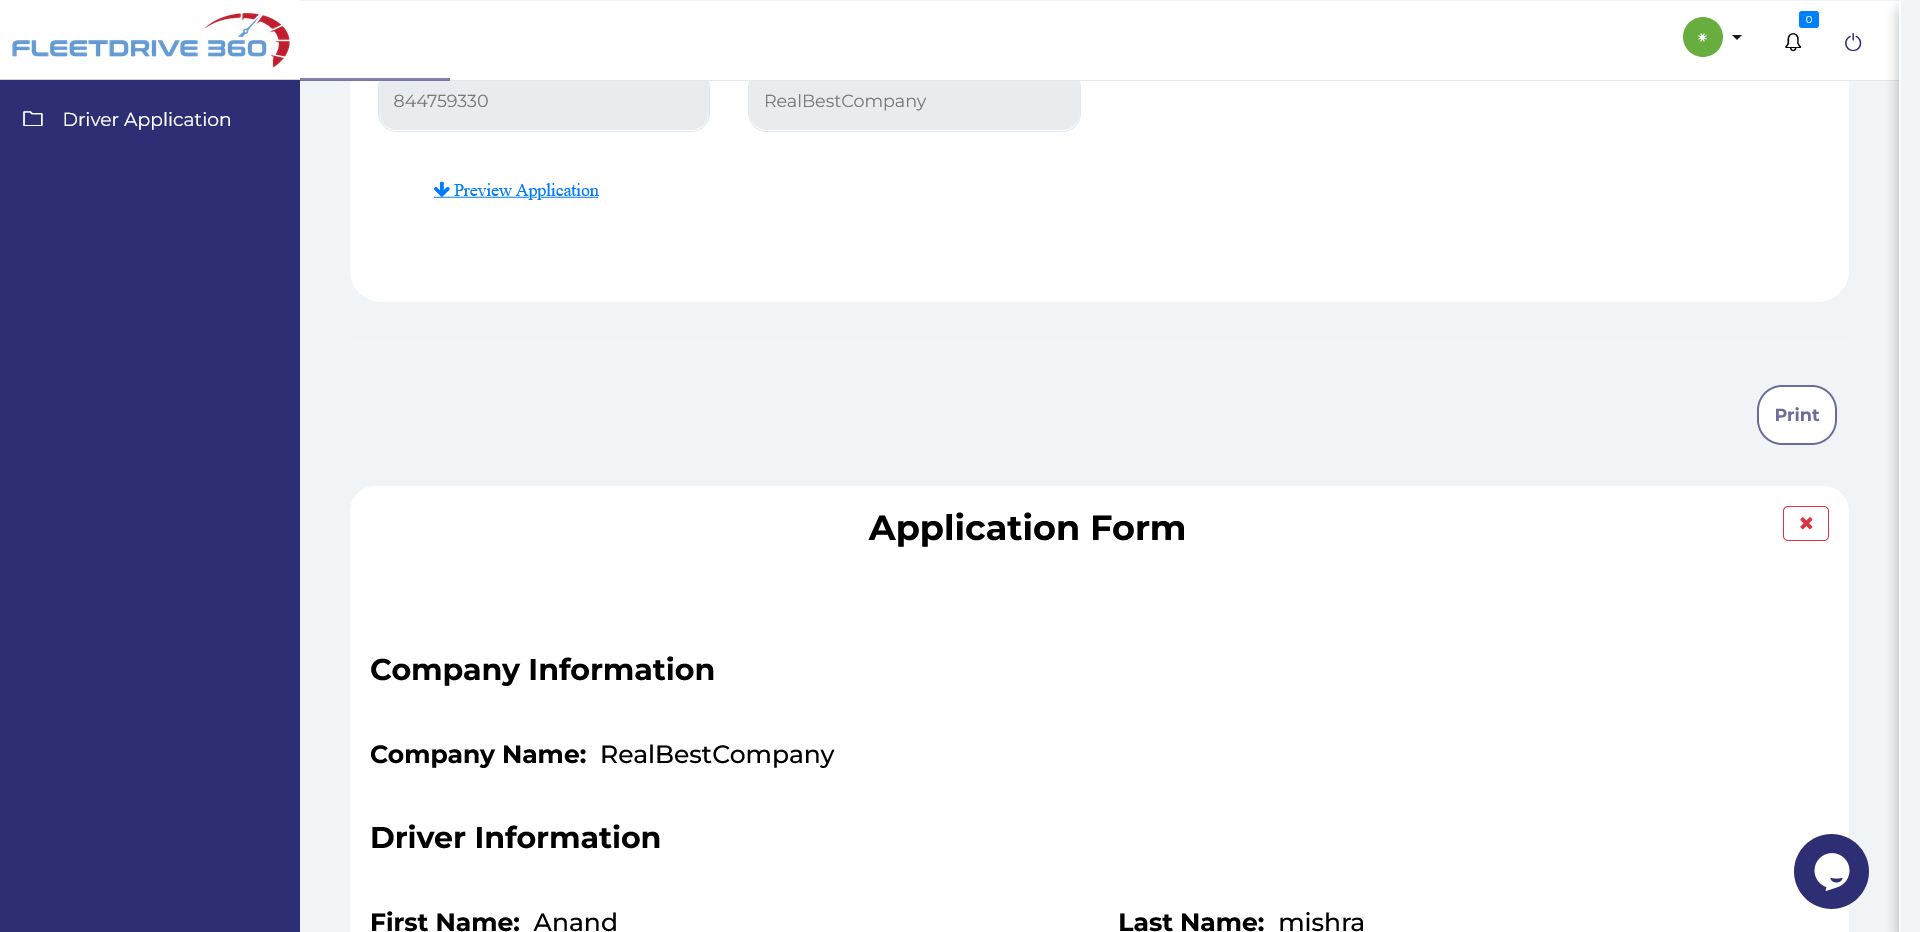 FLEETDRIVE 360
0
Driver Application
844759330
RealBestCompany
Preview Application
Print
Application Form
Company Information
Company Name: RealBestCompany
Driver Information
First Name: Anand
Last Name: mishra